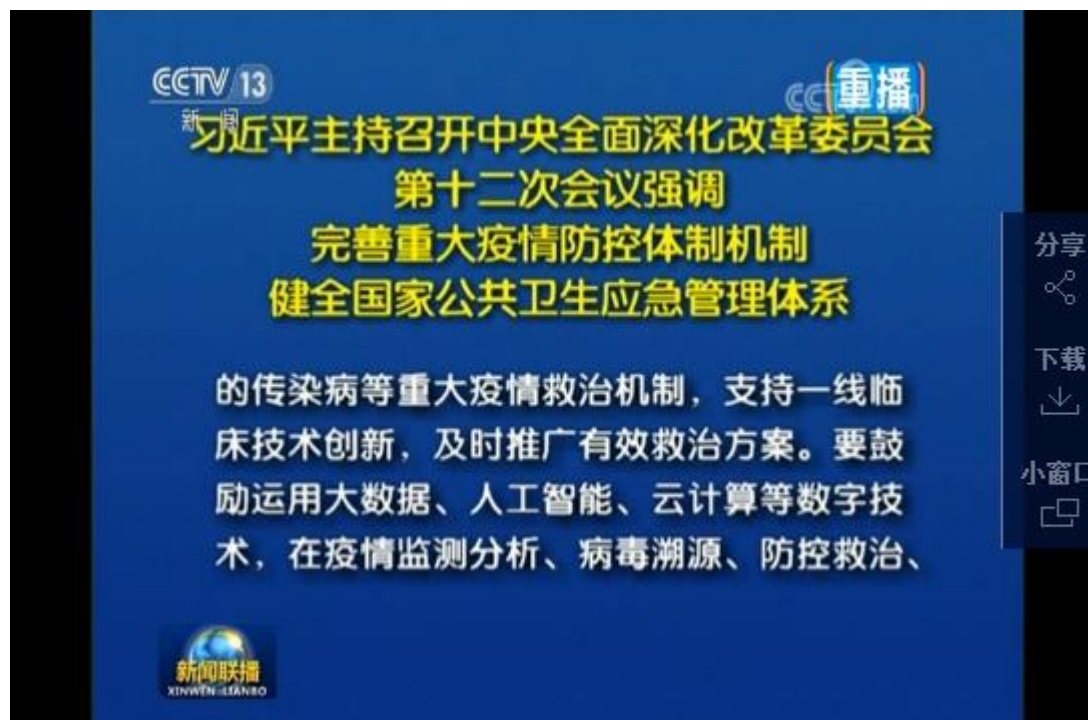 CCTV 13
新闻
重播
习近平主持召开中央全面深化改革委员会
第十二次会议强调
完善重大疫情防控体制机制
健全国家公共卫生应急管理体系
的传染病等重大疫情救治机制，支持一线临
床技术创新，及时推广有效救治方案。要鼓
励运用大数据、人工智能、云计算等数字技
术，在疫情监测分析、病毒溯源、防控救治、
新闻联播
XINWEN LIANBO
分享
下载
小窗口